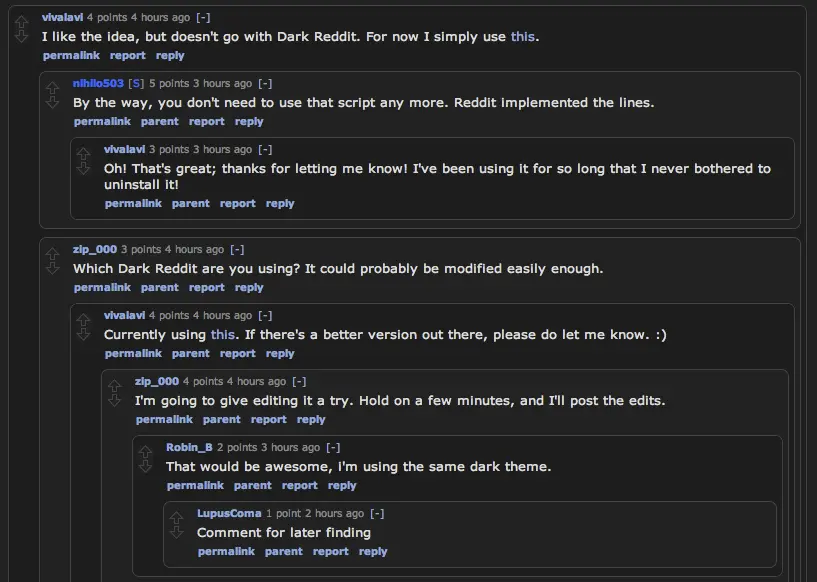 vivalavi 4 points 4 hours ago [-]
I like the idea, but doesn't go with Dark Reddit. For now I simply use this.
permalink report reply
nihilo503 [S] 5 points 3 hours ago [-]
By the way, you don't need to use that script any more. Reddit implemented the lines.
permalink parent report reply
vivalavi 3 points 3 hours ago [-]
Oh! That's great; thanks for letting me know! I've been using it for so long that I never bothered to
uninstall it!
permalink parent report reply
zip_000 3 points 4 hours ago [-]
Which Dark Reddit are you using? It could probably be modified easily enough.
permalink parent report reply
vivalavi 4 points 4 hours ago [-]
Currently using this. If there's a better version out there, please do let me know. :)
permalink parent report reply
zip_000 4 points 4 hours ago [-]
I'm going to give editing it a try. Hold on a few minutes, and I'll post the edits.
permalink parent report reply
Robin_B 2 points 3 hours ago [-]
That would be awesome, i'm using the same dark theme.
permalink parent report reply
LupusComa 1 point 2 hours ago [-]
Comment for later finding
permalink parent report reply